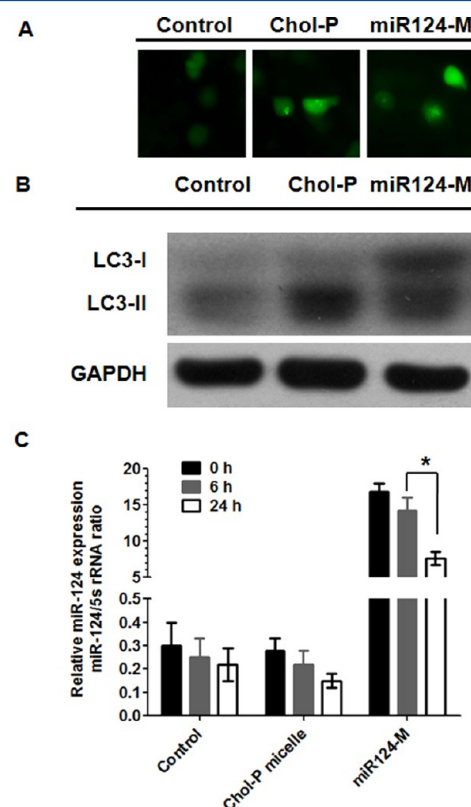 A
Control Chol-P miR124-M
B
Control Chol-P miR124-M
LC3-I
LC3-II
GAPDH
C
Relative miR-124 expression
miR-124/5s rRNA ratio
20
15
10
5
0.5
0.4
0.3
0.2
0.1
0.0
0 h
6 h
24 h
*
Control
Chol-P micelle
miR124-M